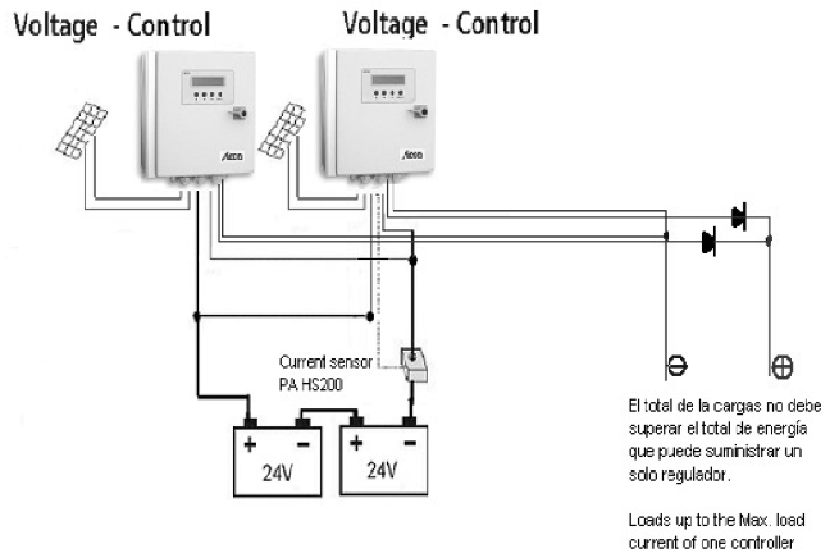 Voltage - Control
Voltage - Control
Steca
Current sensor
PA HS200
+ −
24V
+ −
24V
⊖ ⊕
El total de la cargas no debe
superar el total de energía
que puede suministrar un
solo regulador.
Loads up to the Max. load
current of one controller